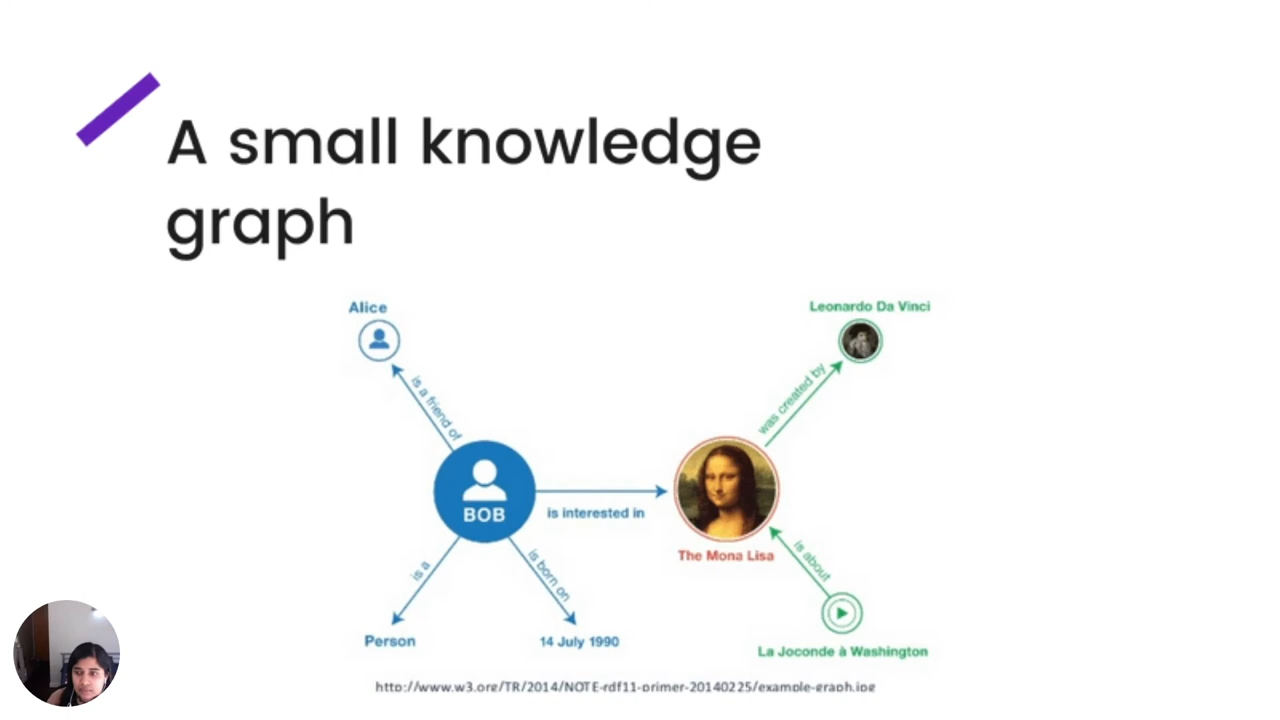 A small knowledge
graph
Alice
Leonardo Da Vinci
is a friend of
was created by
BOB
is interested in
The Mona Lisa
is a
is born on
is about
Person
14 July 1990
La Joconde à Washington
http://www.w3.org/TR/2014/NOTE-rdf11-primer-20140225/example-graph.jpg